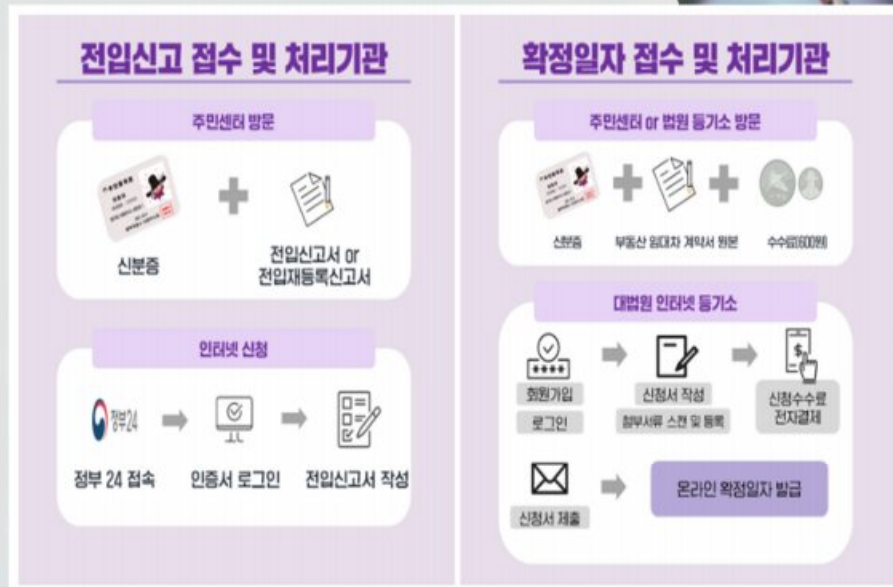 전입신고 접수 및 처리기관
주민센터 방문
신분증
전입신고서 or
전입재등록신고서
인터넷 신청
정부24
정부 24 접속
인증서 로그인
전입신고서 작성
확정일자 접수 및 처리기관
주민센터 or 법원 등기소 방문
신분증
부동산 임대차 계약서 원본
수수료(600원)
대법원 인터넷 등기소
회원가입
로그인
신청서 작성
첨부서류 스캔 및 등록
신청수수료
전자결제
신청서 제출
온라인 확정일자 발급